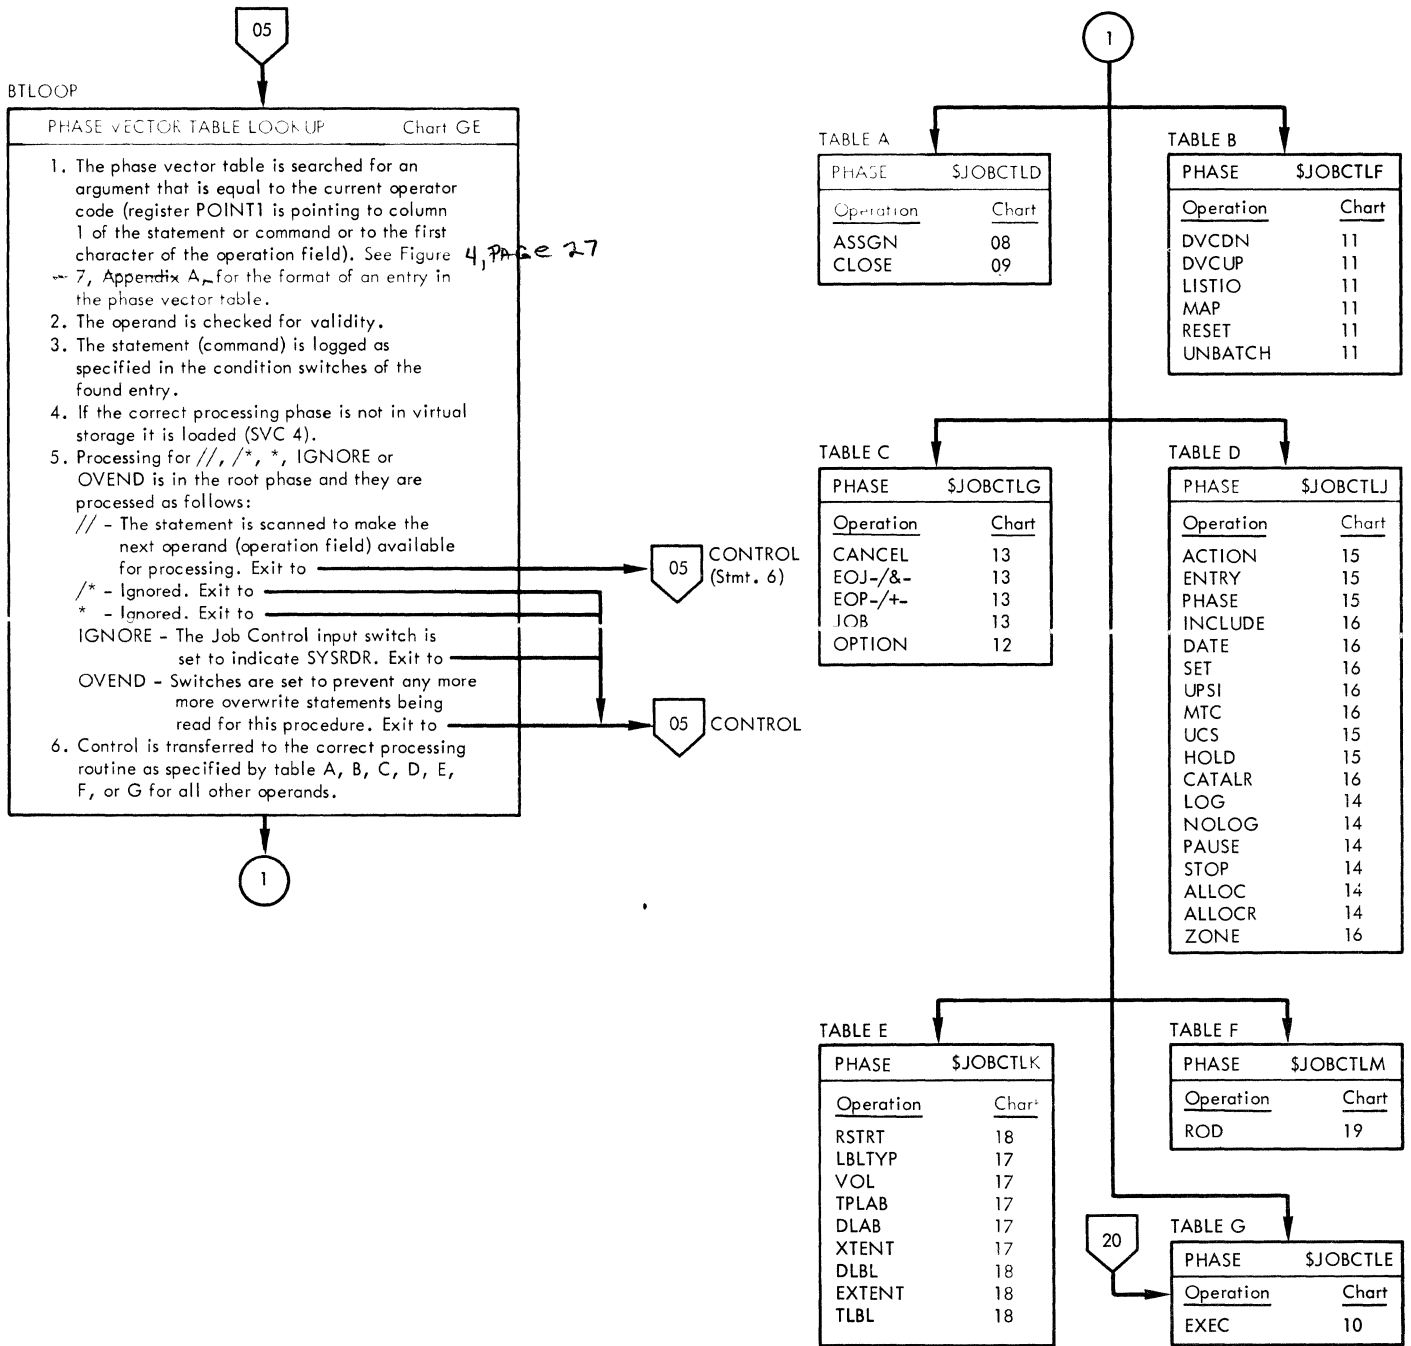 05
BTLOOP
PHASE VECTOR TABLE LOOKUP Chart GE
1. The phase vector table is searched for an
argument that is equal to the current operator
code (register POINT1 is pointing to column
1 of the statement or command or to the first
character of the operation field). See Figure 4, PAGE 27
7, Appendix A, for the format of an entry in
the phase vector table.
2. The operand is checked for validity.
3. The statement (command) is logged as
specified in the condition switches of the
found entry.
4. If the correct processing phase is not in virtual
storage it is loaded (SVC 4).
5. Processing for //, /*, *, IGNORE or
OVEND is in the root phase and they are
processed as follows:
// - The statement is scanned to make the
next operand (operation field) available
for processing. Exit to
/* - Ignored. Exit to
* - Ignored. Exit to
IGNORE - The Job Control input switch is
set to indicate SYSRDR. Exit to
OVEND - Switches are set to prevent any more
more overwrite statements being
read for this procedure. Exit to
6. Control is transferred to the correct processing
routine as specified by table A, B, C, D, E,
F, or G for all other operands.
05 CONTROL
(Stmt. 6)
05 CONTROL
1
1
TABLE A
PHASE $JOBCTLD
Operation Chart
ASSGN 08
CLOSE 09
TABLE B
PHASE $JOBCTLF
Operation Chart
DVCDN 11
DVCUP 11
LISTIO 11
MAP 11
RESET 11
UNBATCH 11
TABLE C
PHASE $JOBCTLG
Operation Chart
CANCEL 13
EOJ-/&- 13
EOP-/+- 13
JOB 13
OPTION 12
TABLE D
PHASE $JOBCTLJ
Operation Chart
ACTION 15
ENTRY 15
PHASE 15
INCLUDE 16
DATE 16
SET 16
UPSI 16
MTC 16
UCS 15
HOLD 15
CATALR 16
LOG 14
NOLOG 14
PAUSE 14
STOP 14
ALLOC 14
ALLOCR 14
ZONE 16
TABLE E
PHASE $JOBCTLK
Operation Chart
RSTRT 18
LBLTYP 17
VOL 17
TPLAB 17
DLAB 17
XTENT 17
DLBL 18
EXTENT 18
TLBL 18
TABLE F
PHASE $JOBCTLM
Operation Chart
ROD 19
20
TABLE G
PHASE $JOBCTLE
Operation Chart
EXEC 10